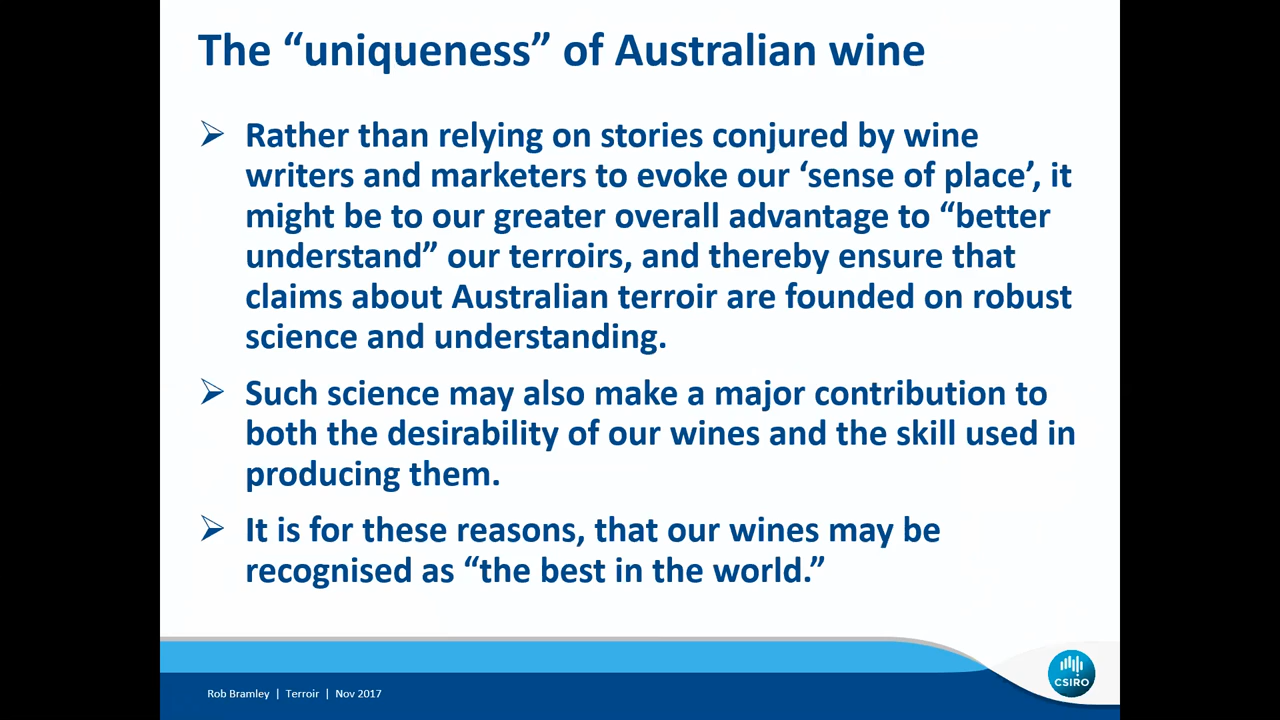 The “uniqueness” of Australian wine
Rather than relying on stories conjured by wine
writers and marketers to evoke our ‘sense of place’, it
might be to our greater overall advantage to “better
understand” our terroirs, and thereby ensure that
claims about Australian terroir are founded on robust
science and understanding.
Such science may also make a major contribution to
both the desirability of our wines and the skill used in
producing them.
It is for these reasons, that our wines may be
recognised as “the best in the world.”
Rob Bramley | Terroir | Nov 2017
CSIRO